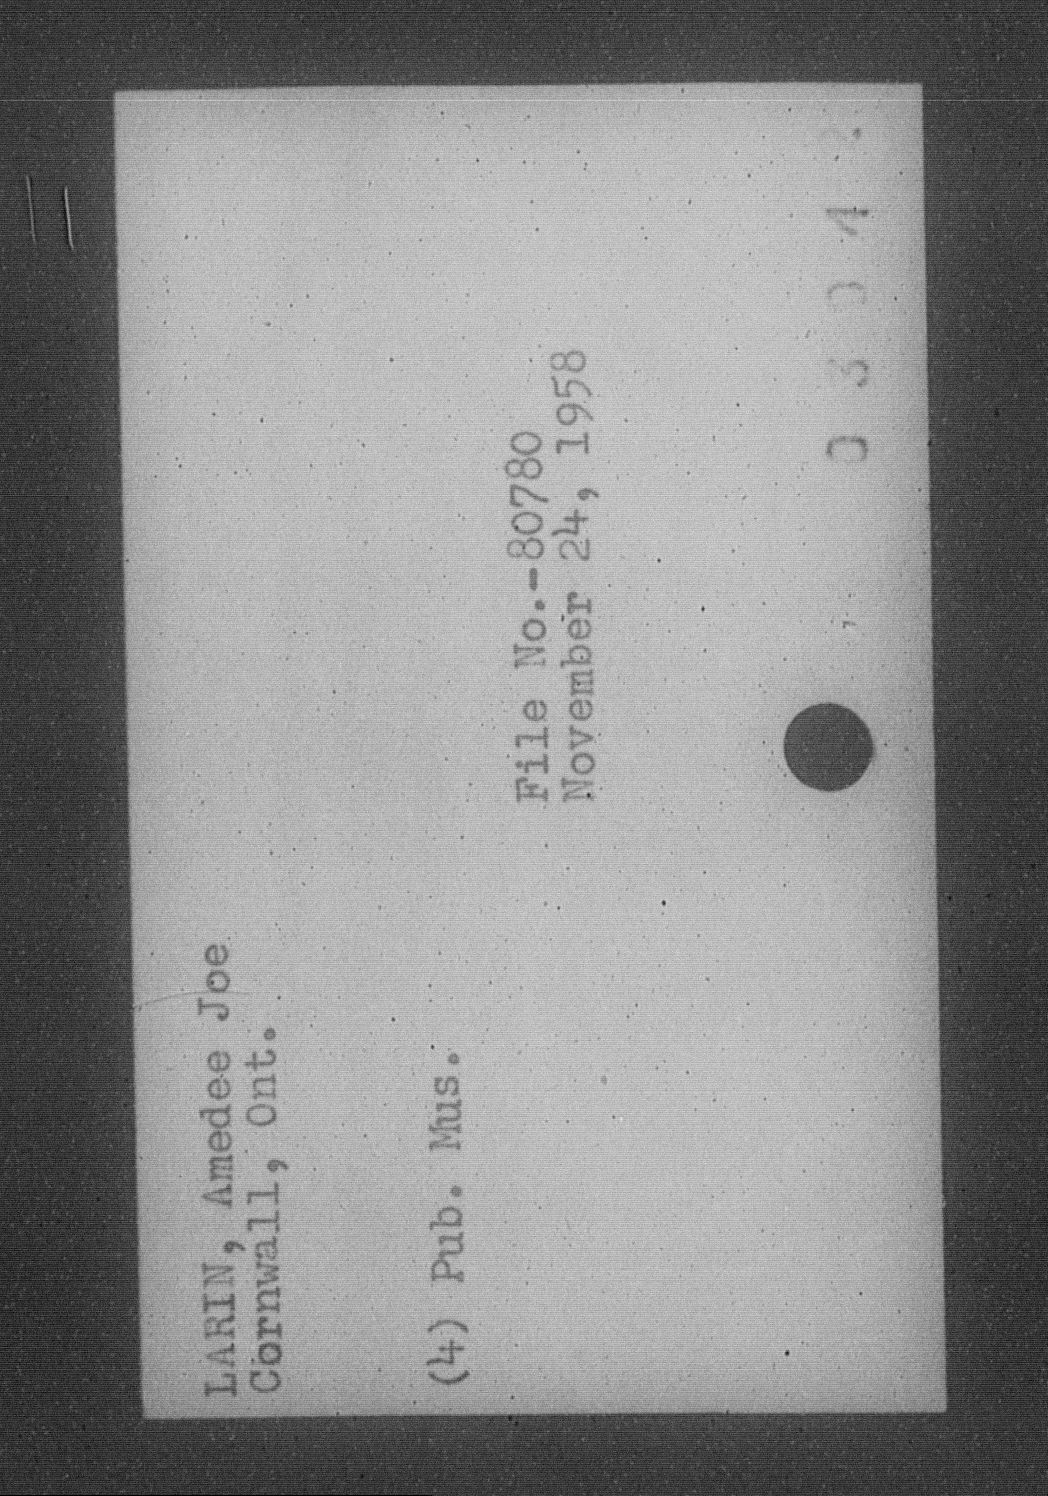 LARIN, Amedee Joe
Cornwall, Ont.
(4) Pub. Mus.
File No.-80780
November 24, 1958